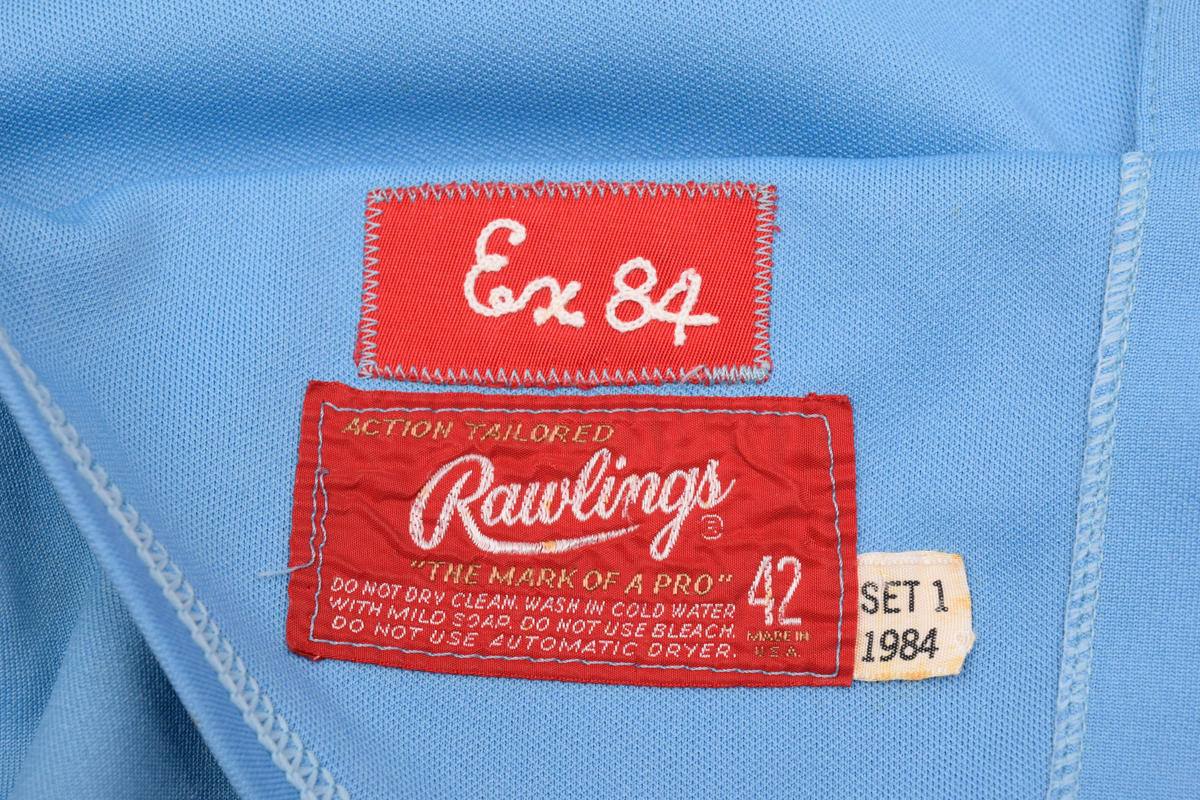 Ex 84
ACTION TAILORED
Rawlings ®
"THE MARK OF A PRO"
42
DO NOT DRY CLEAN. WASH IN COLD WATER
WITH MILD SOAP. DO NOT USE BLEACH.
DO NOT USE AUTOMATIC DRYER.
MADE IN
U.S.A.
SET 1
1984